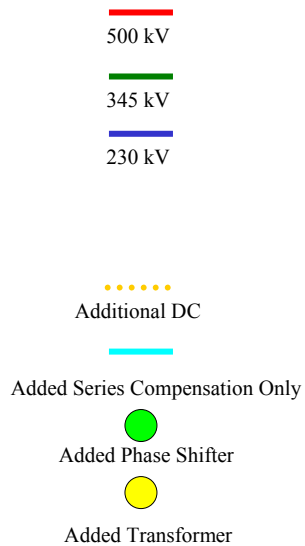 500 kV
345 kV
230 kV
Additional DC
Added Series Compensation Only
Added Phase Shifter
Added Transformer